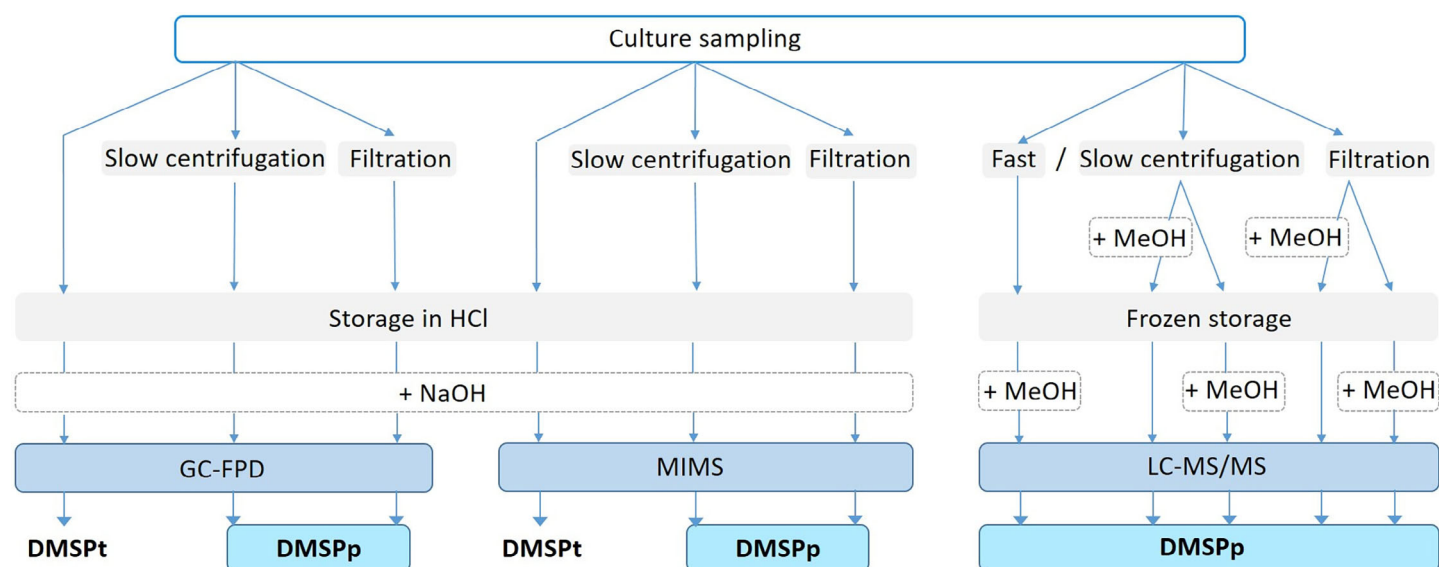 Culture sampling
Slow centrifugation Filtration Slow centrifugation Filtration Fast / Slow centrifugation Filtration
+ MeOH + MeOH
Storage in HCl Frozen storage
+ NaOH + MeOH + MeOH + MeOH
GC-FPD MIMS LC-MS/MS
DMSPt DMSPp DMSPt DMSPp DMSPp